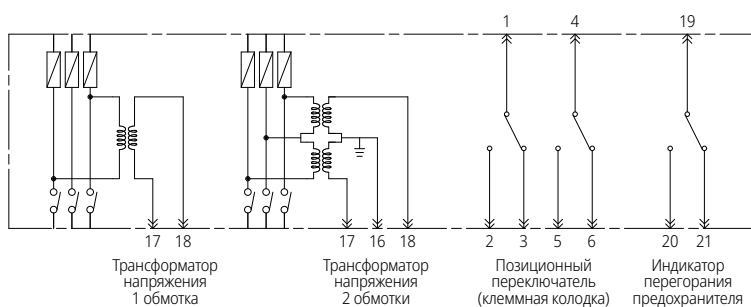 1 4 19
17 18 17 16 18 2 3 5 6 20 21
Трансформатор
напряжения
1 обмотка
Трансформатор
напряжения
2 обмотки
Позиционный
переключатель
(клеммная колодка)
Индикатор
перегорания
предохранителя